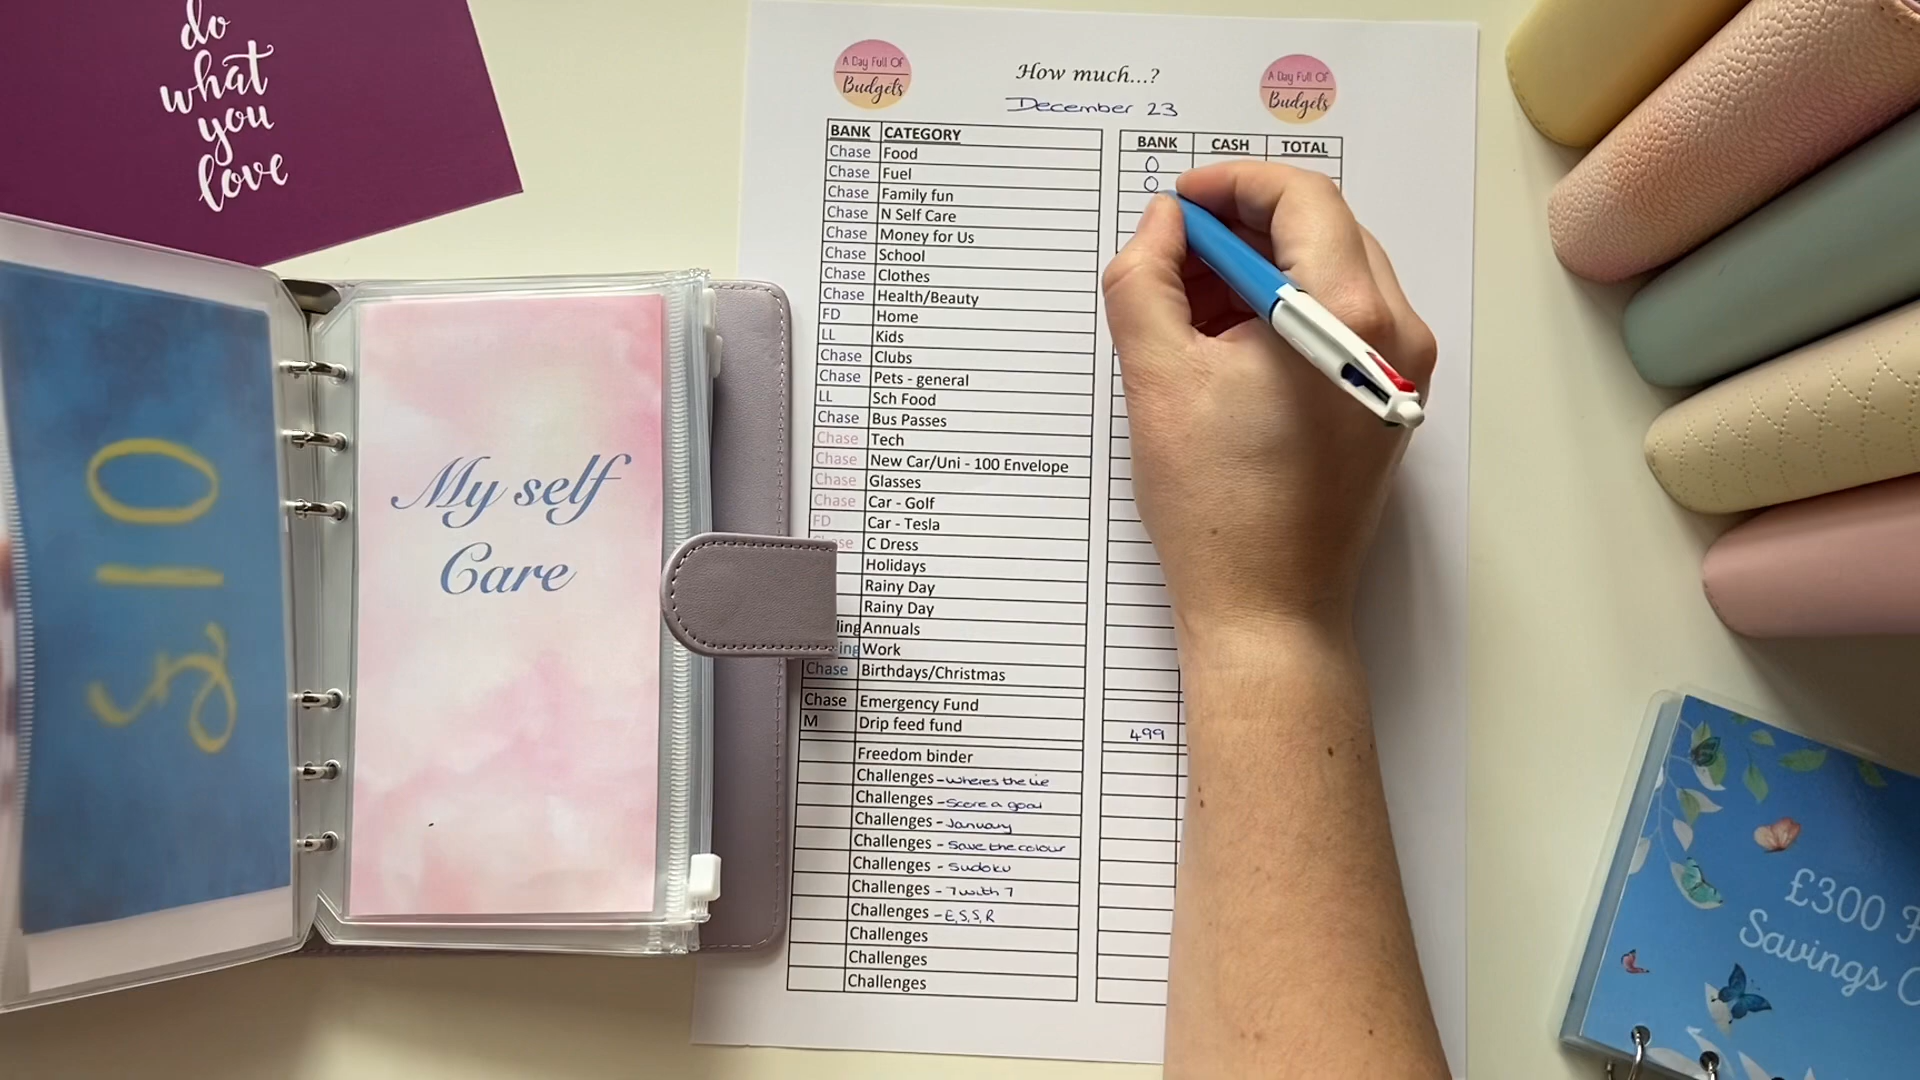 do
what
you
love
£10
My self
Care
A Day Full Of
Budgets
How much...?
December 23
A Day Full Of
Budgets
BANK CATEGORY
Chase Food
Chase Fuel
Chase Family fun
Chase N Self Care
Chase Money for Us
Chase School
Chase Clothes
Chase Health/Beauty
FD Home
LL Kids
Chase Clubs
Chase Pets - general
LL Sch Food
Chase Bus Passes
Chase Tech
Chase New Car/Uni - 100 Envelope
Chase Glasses
Chase Car - Golf
FD Car - Tesla
C Dress
Holidays
Rainy Day
Rainy Day
Annuals
Work
Chase Birthdays/Christmas
Chase Emergency Fund
M Drip feed fund
Freedom binder
Challenges - wheres the lie
Challenges - Score a goal
Challenges - January
Challenges - Save the colour
Challenges - Sudoku
Challenges - 7 with 7
Challenges - E,S,S,R
Challenges
Challenges
Challenges
BANK CASH TOTAL
0
0
499
£300
Savings